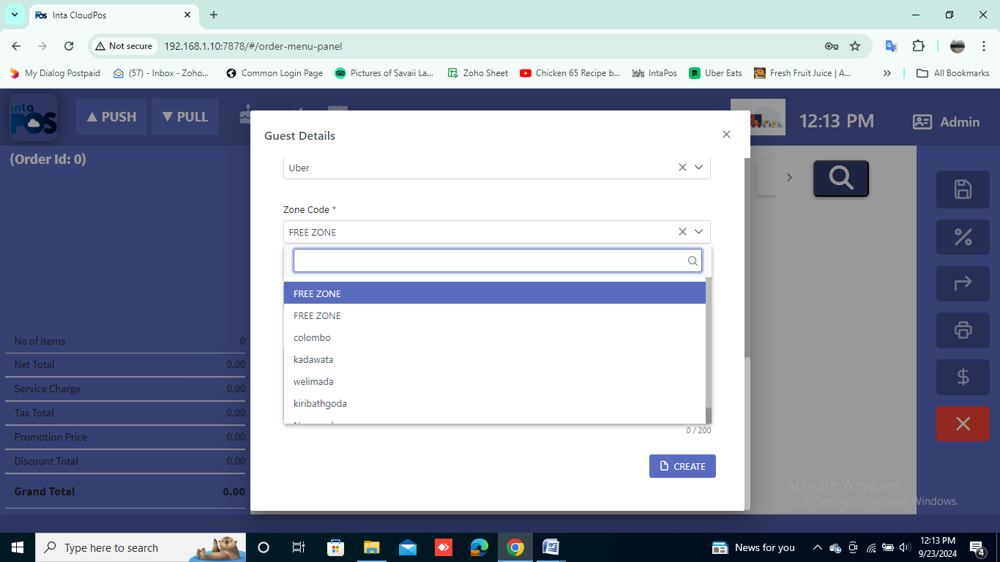 Inta CloudPos
Not secure
192.168.1.10:7878/#/order-menu-panel
My Dialog Postpaid
(57) - Inbox - Zoho...
Common Login Page
Pictures of Savaii La...
Zoho Sheet
Chicken 65 Recipe b...
IntaPos
Uber Eats
Fresh Fruit Juice | A...
All Bookmarks
inta
POS
PUSH
PULL
12:13 PM
Admin
(Order Id: 0)
Guest Details
Uber
Zone Code *
FREE ZONE
FREE ZONE
FREE ZONE
colombo
kadawata
welimada
kiribathgoda
0 / 200
CREATE
No of Items 0
Net Total 0.00
Service Charge 0.00
Tax Total 0.00
Promotion Price 0.00
Discount Total 0.00
Grand Total 0.00
Activate Windows
Go to Settings to activate Windows.
Type here to search
News for you
12:13 PM
9/23/2024
4